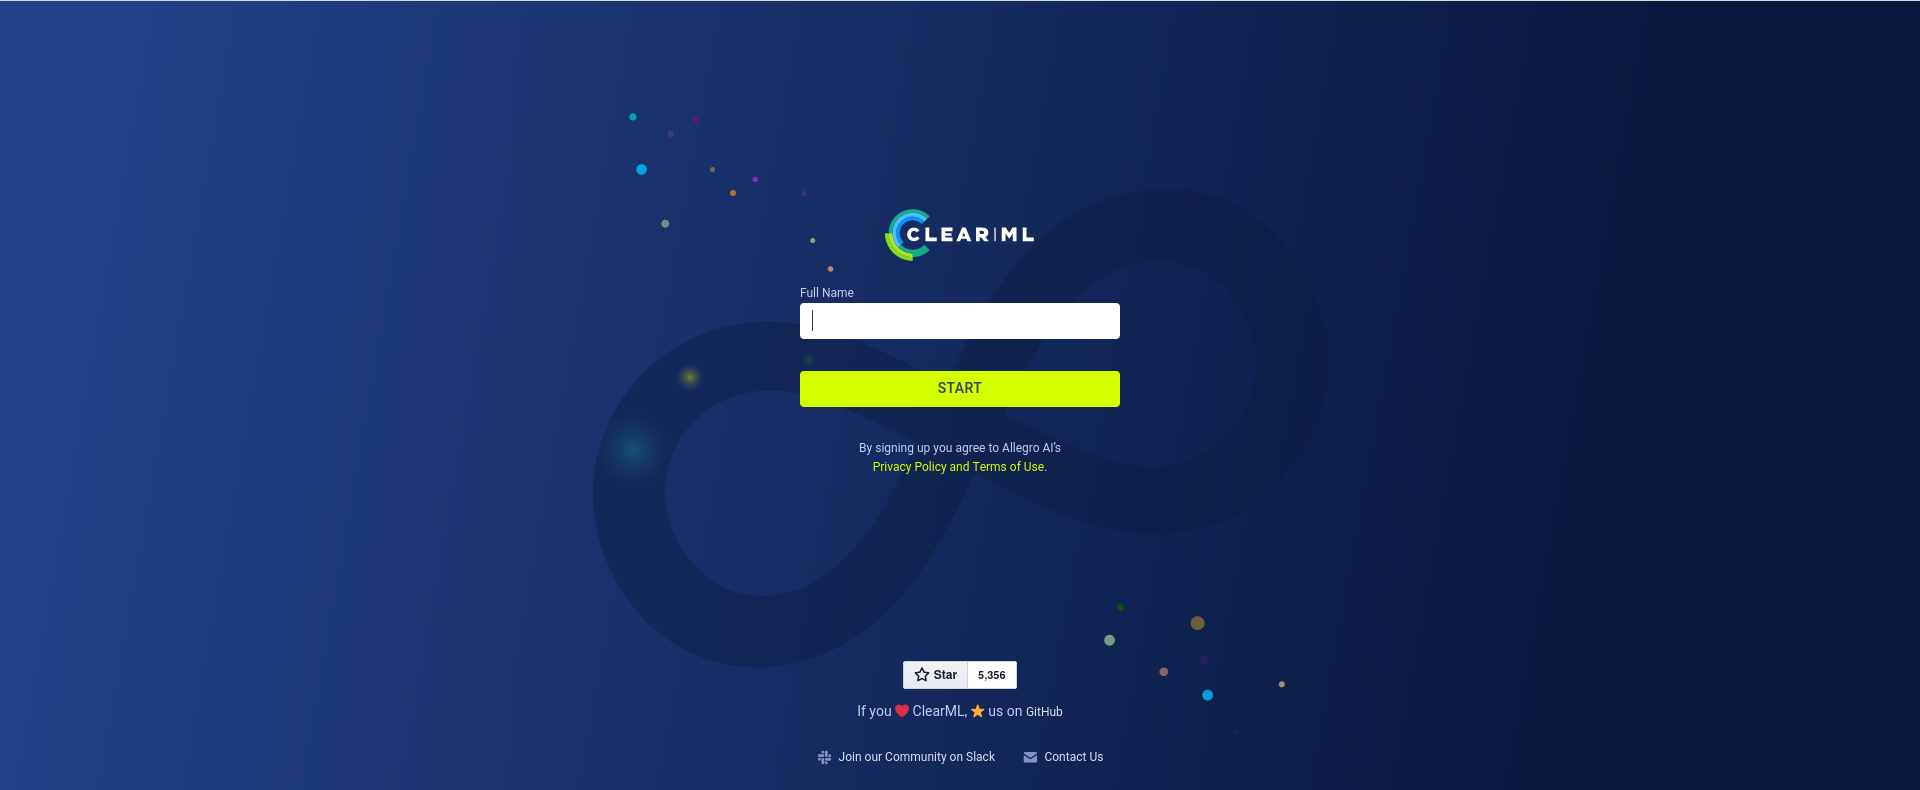 CLEAR|ML
Full Name
START
By signing up you agree to Allegro AI's
Privacy Policy and Terms of Use.
Star 5,356
If you ❤️ ClearML, ⭐ us on GitHub
Join our Community on Slack Contact Us